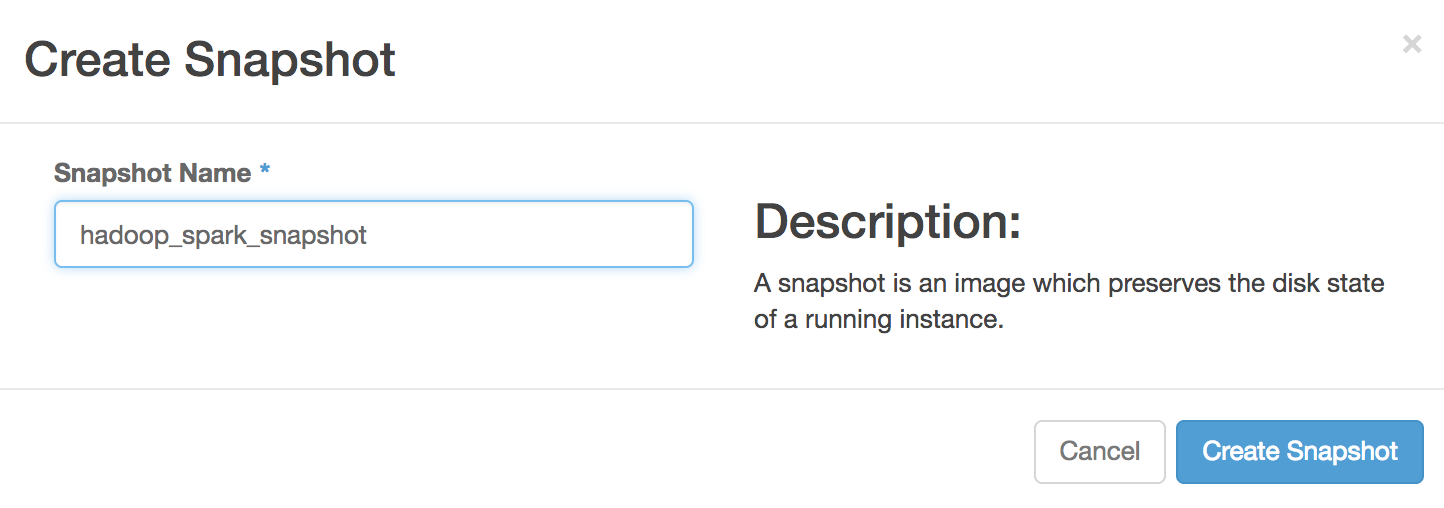 Create Snapshot
×
Snapshot Name *
hadoop_spark_snapshot
Description:
A snapshot is an image which preserves the disk state
of a running instance.
Cancel
Create Snapshot